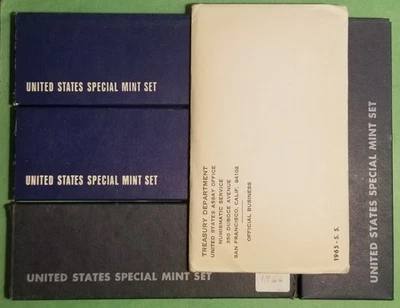 UNITED STATES SPECIAL MINT SET
UNITED STATES SPECIAL MINT SET
UNITED STATES SPECIAL MINT SET
1966
TREASURY DEPARTMENT
UNITED STATES ASSAY OFFICE
NUMISMATIC SERVICE
350 DUBOCE AVENUE
SAN FRANCISCO, CALIF. 94102
OFFICIAL BUSINESS
1965 - S. S.
UNITED STATES SPECIAL MINT SET